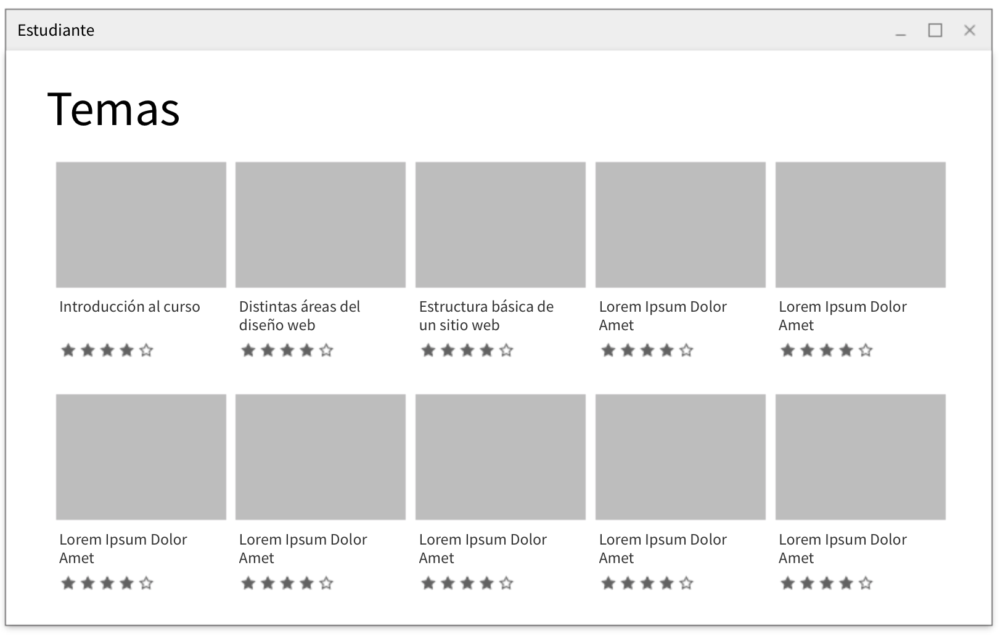 Estudiante
Temas
Introducción al curso
Distintas áreas del
diseño web
Estructura básica de
un sitio web
Lorem Ipsum Dolor
Amet
Lorem Ipsum Dolor
Amet
Lorem Ipsum Dolor
Amet
Lorem Ipsum Dolor
Amet
Lorem Ipsum Dolor
Amet
Lorem Ipsum Dolor
Amet
Lorem Ipsum Dolor
Amet